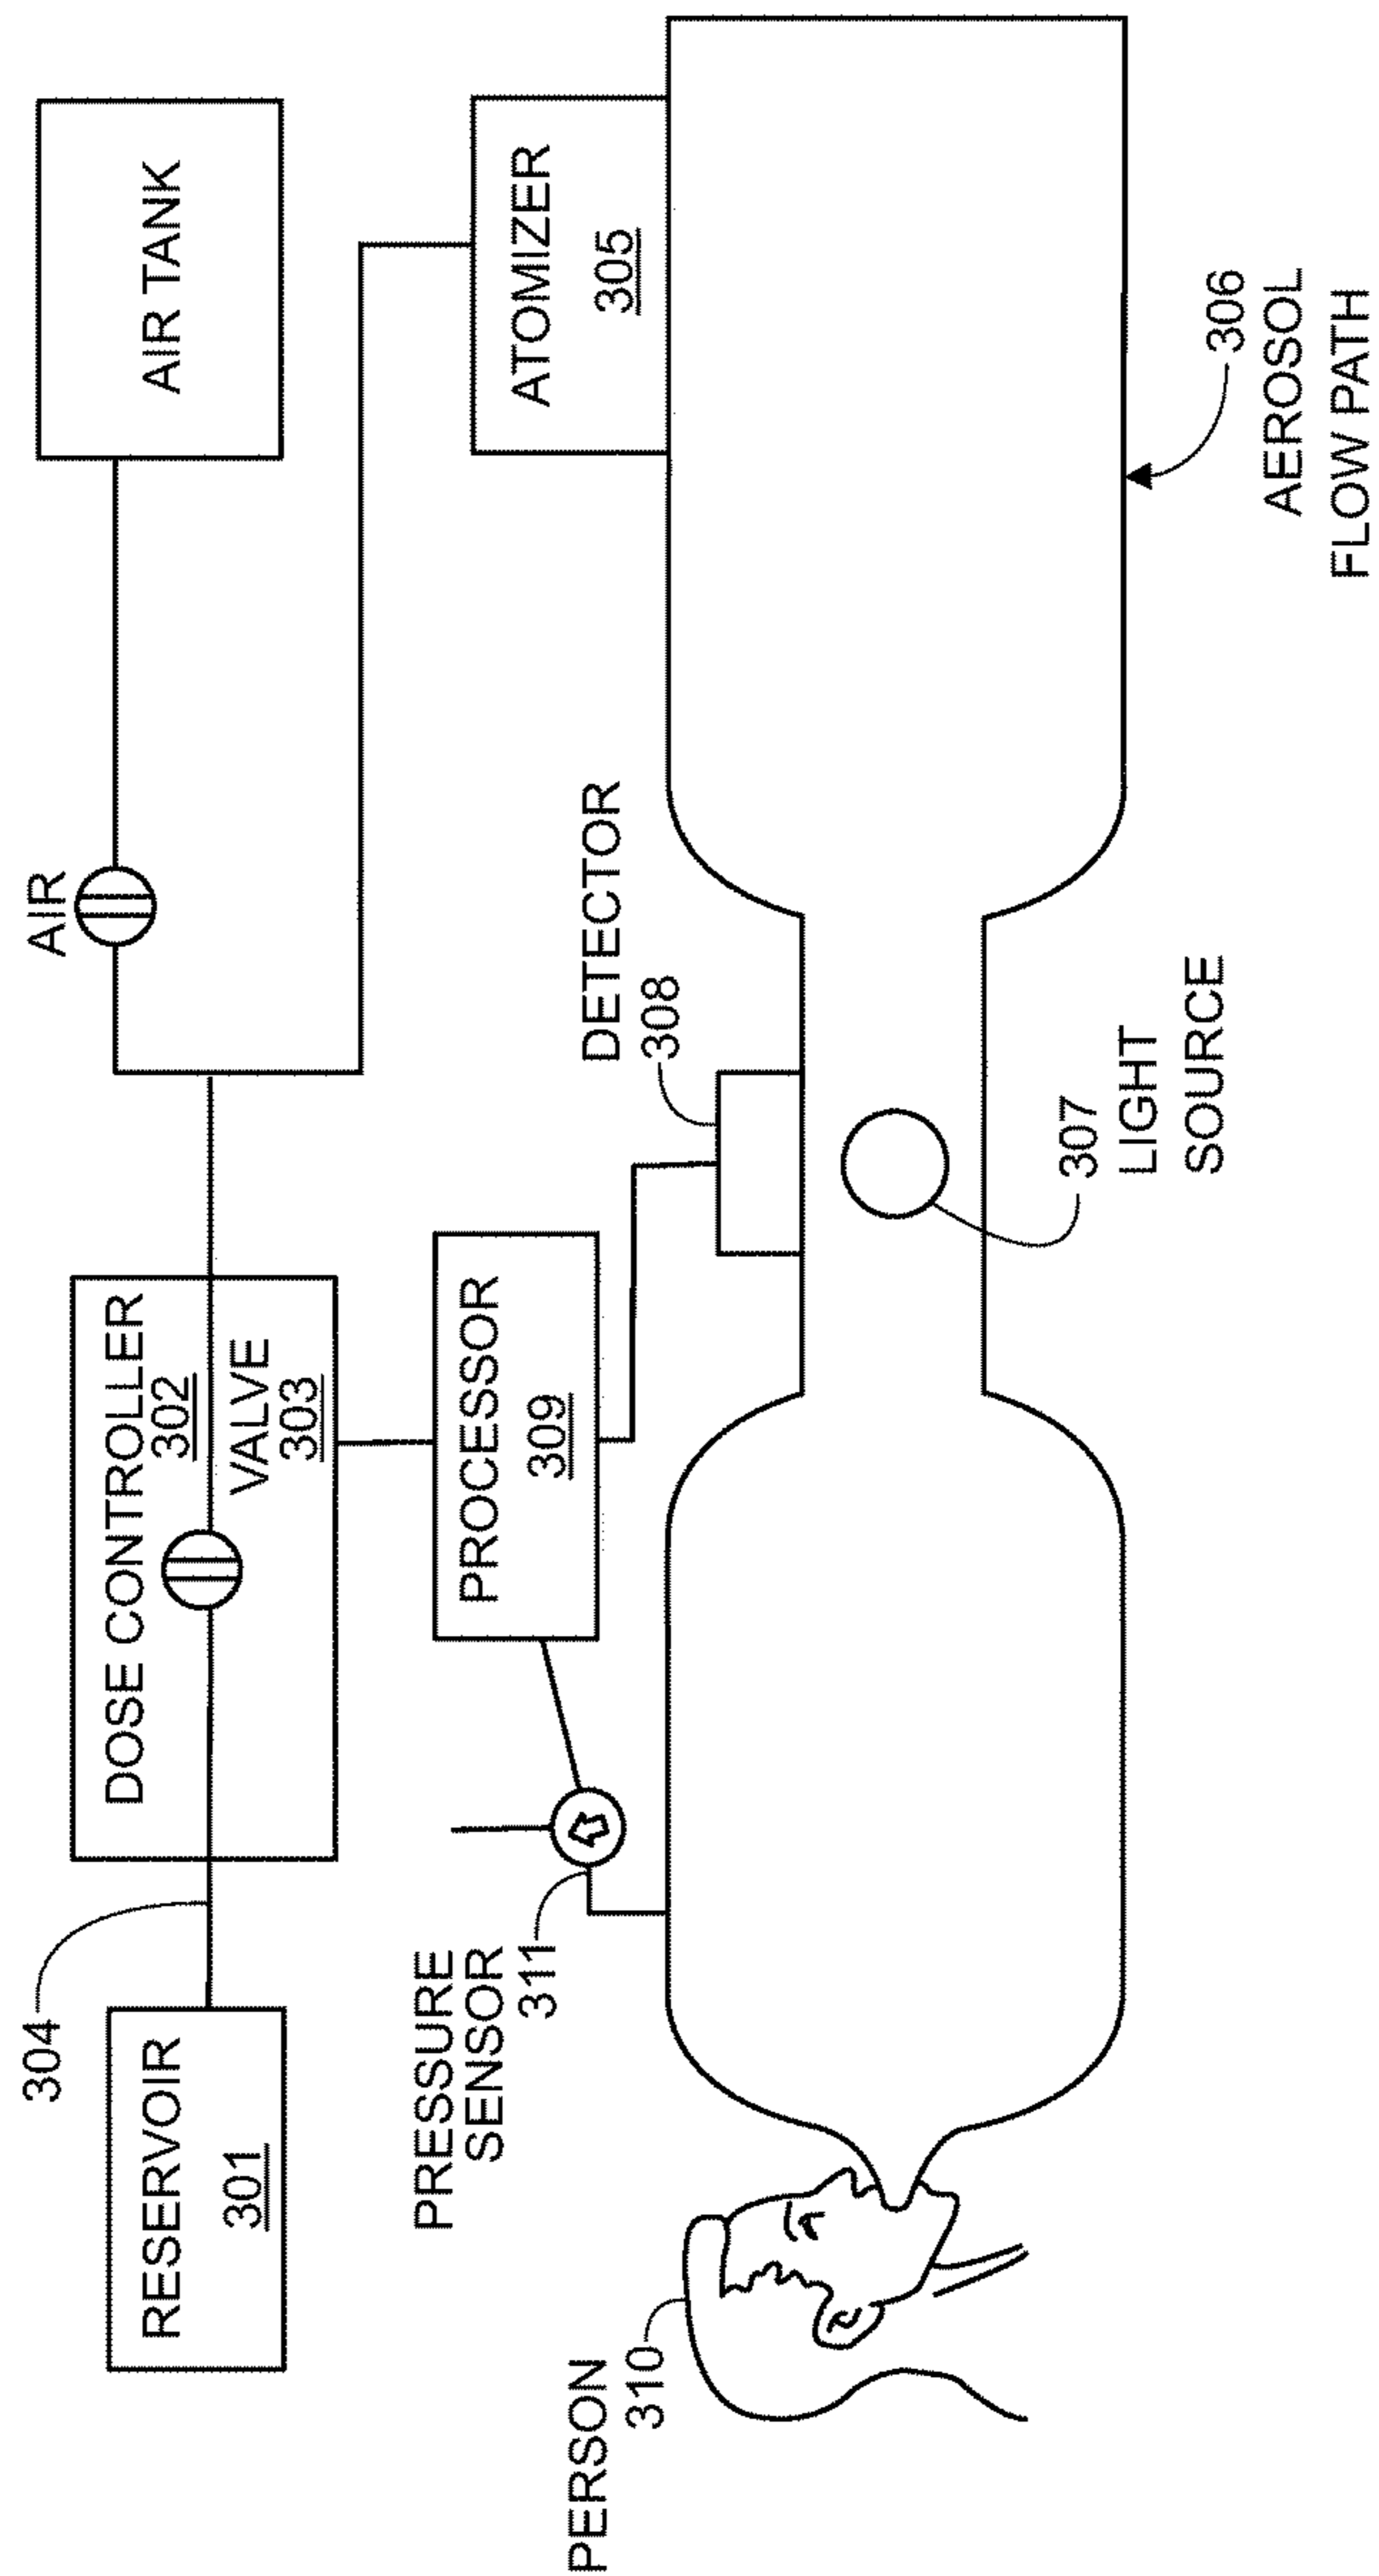 AIR TANK
AIR
ATOMIZER
305
DOSE CONTROLLER
302
VALVE
303
304
RESERVOIR
301
PROCESSOR
309
DETECTOR
308
PRESSURE
SENSOR
311
PERSON
310
307
LIGHT
SOURCE
306
AEROSOL
FLOW PATH